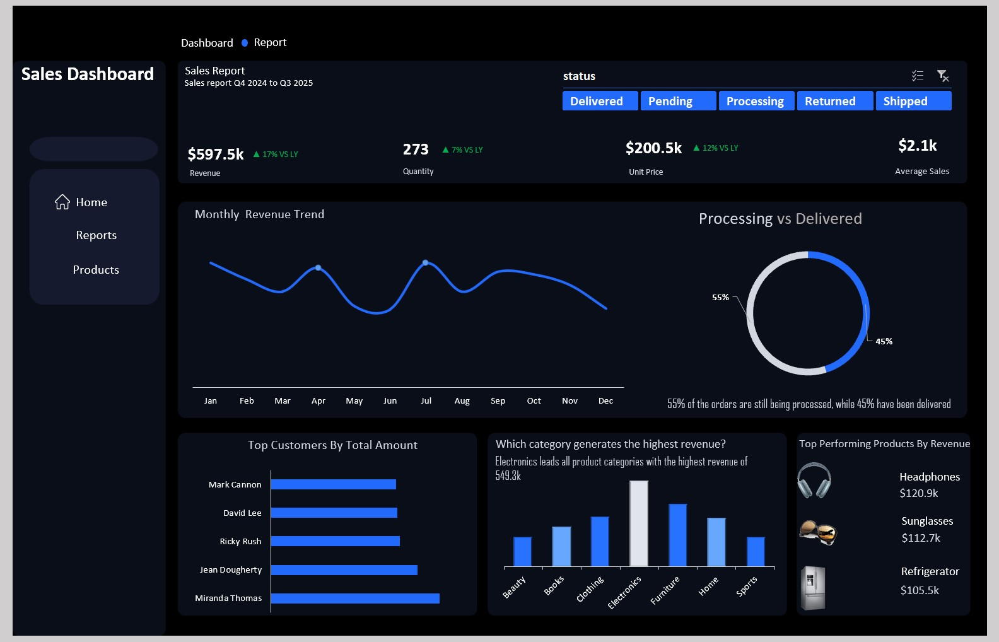 Dashboard Report
Sales Dashboard
Home
Reports
Products
Sales Report
Sales report Q4 2024 to Q3 2025
status
Delivered Pending Processing Returned Shipped
$597.5k ▲ 17% VS LY
Revenue
273 ▲ 7% VS LY
Quantity
$200.5k ▲ 12% VS LY
Unit Price
$2.1k
Average Sales
Monthly Revenue Trend
Jan Feb Mar Apr May Jun Jul Aug Sep Oct Nov Dec
Processing vs Delivered
55%
45%
55% of the orders are still being processed, while 45% have been delivered
Top Customers By Total Amount
Mark Cannon
David Lee
Ricky Rush
Jean Dougherty
Miranda Thomas
Which category generates the highest revenue?
Electronics leads all product categories with the highest revenue of
549.3k
Beauty Books Clothing Electronics Furniture Home Sports
Top Performing Products By Revenue
Headphones
$120.9k
Sunglasses
$112.7k
Refrigerator
$105.5k